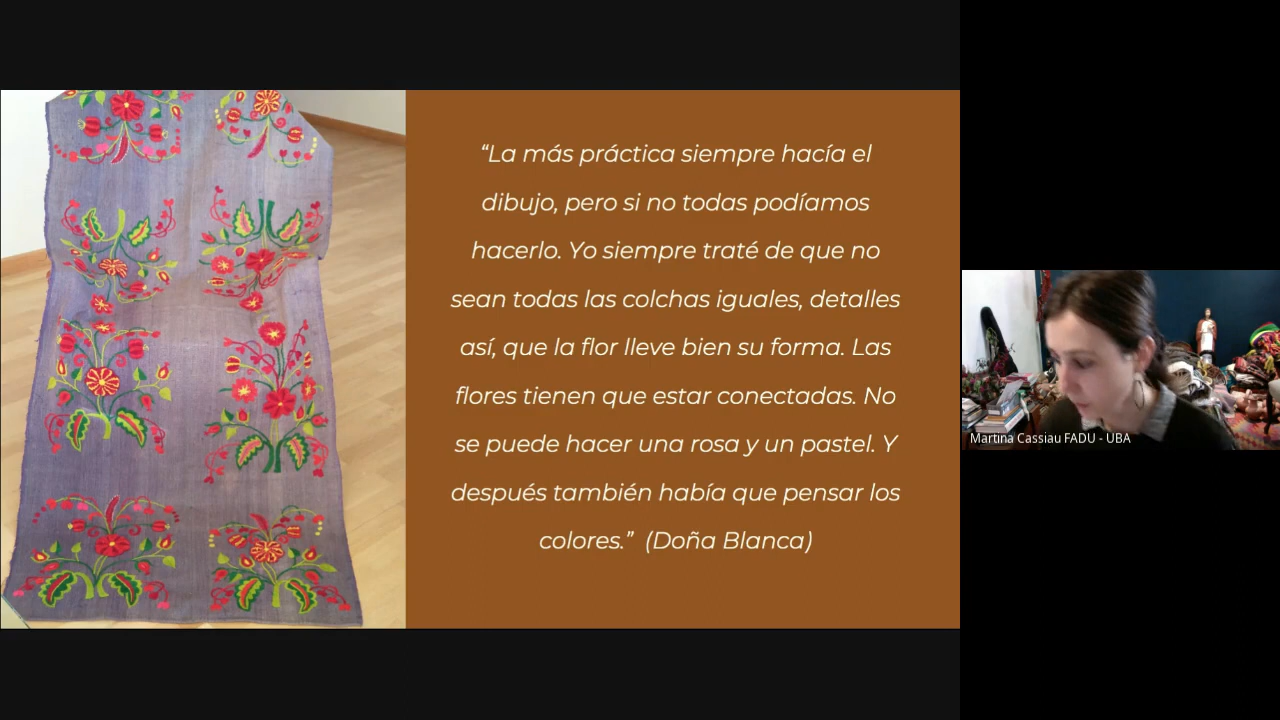 “La más práctica siempre hacía el
dibujo, pero si no todas podíamos
hacerlo. Yo siempre traté de que no
sean todas las colchas iguales, detalles
así, que la flor lleve bien su forma. Las
flores tienen que estar conectadas. No
se puede hacer una rosa y un pastel. Y
después también había que pensar los
colores.” (Doña Blanca)
Martina Cassiau FADU - UBA